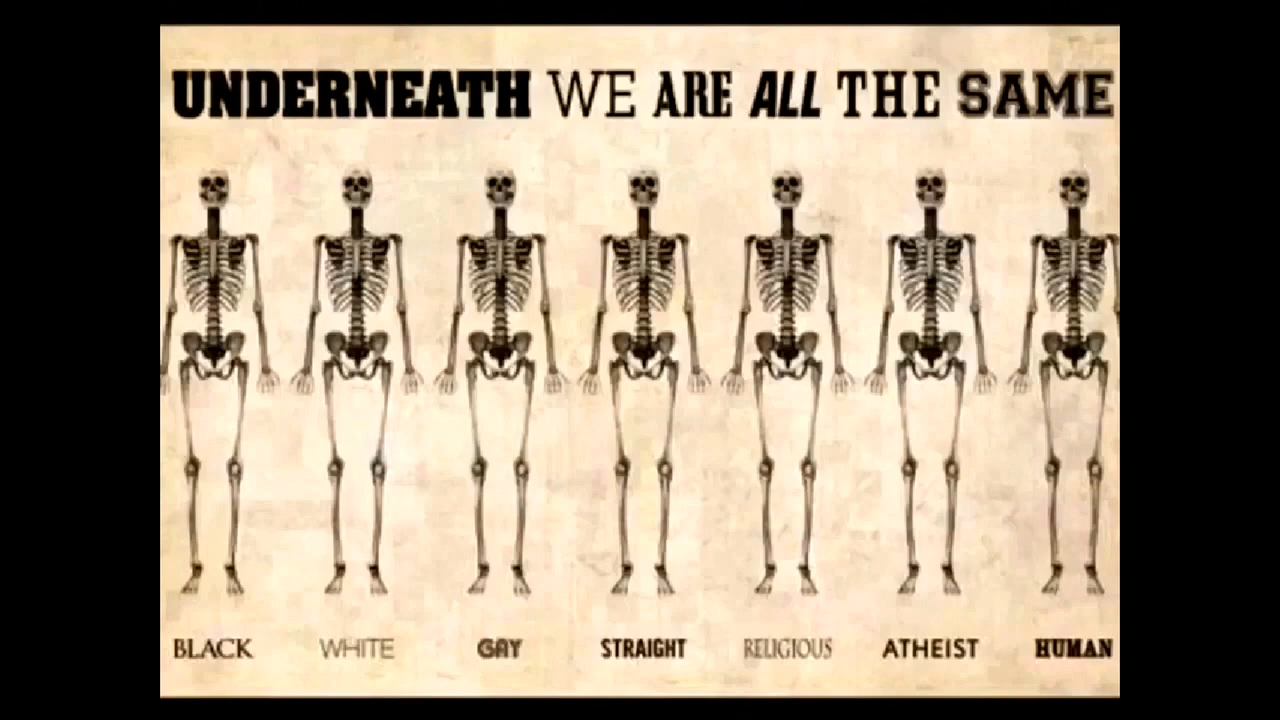 UNDERNEATH WE ARE ALL THE SAME
BLACK WHITE GAY STRAIGHT RELIGIOUS ATHEIST HUMAN